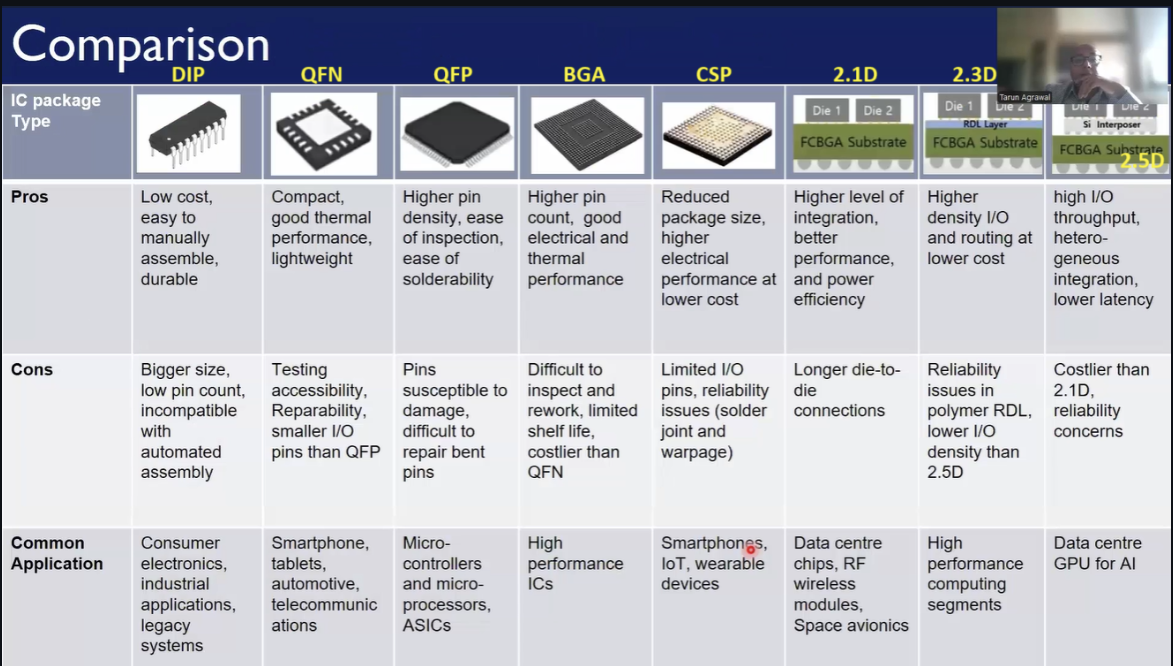 Comparison
DIP
QFN
QFP
BGA
CSP
2.1D
2.3D
Tarun Agrawal
IC package
Type
Die 1
Die 2
FCBGA Substrate
Die 1
Die 2
RDL Layer
FCBGA Substrate
Die 1
Die 2
Si Interposer
FCBGA Substrate
2.5D
Pros
Low cost,
easy to
manually
assemble,
durable
Compact,
good thermal
performance,
lightweight
Higher pin
density, ease
of inspection,
ease of
solderability
Higher pin
count, good
electrical and
thermal
performance
Reduced
package size,
higher
electrical
performance at
lower cost
Higher level of
integration,
better
performance,
and power
efficiency
Higher
density I/O
and routing at
lower cost
high I/O
throughput,
hetero-
geneous
integration,
lower latency
Cons
Bigger size,
low pin count,
incompatible
with
automated
assembly
Testing
accessibility,
Reparability,
smaller I/O
pins than QFP
Pins
susceptible to
damage,
difficult to
repair bent
pins
Difficult to
inspect and
rework, limited
shelf life,
costlier than
QFN
Limited I/O
pins, reliability
issues (solder
joint and
warpage)
Longer die-to-
die
connections
Reliability
issues in
polymer RDL,
lower I/O
density than
2.5D
Costlier than
2.1D,
reliability
concerns
Common
Application
Consumer
electronics,
industrial
applications,
legacy
systems
Smartphone,
tablets,
automotive,
telecommunic
ations
Micro-
controllers
and micro-
processors,
ASICs
High
performance
ICs
Smartphones,
IoT, wearable
devices
Data centre
chips, RF
wireless
modules,
Space avionics
High
performance
computing
segments
Data centre
GPU for AI